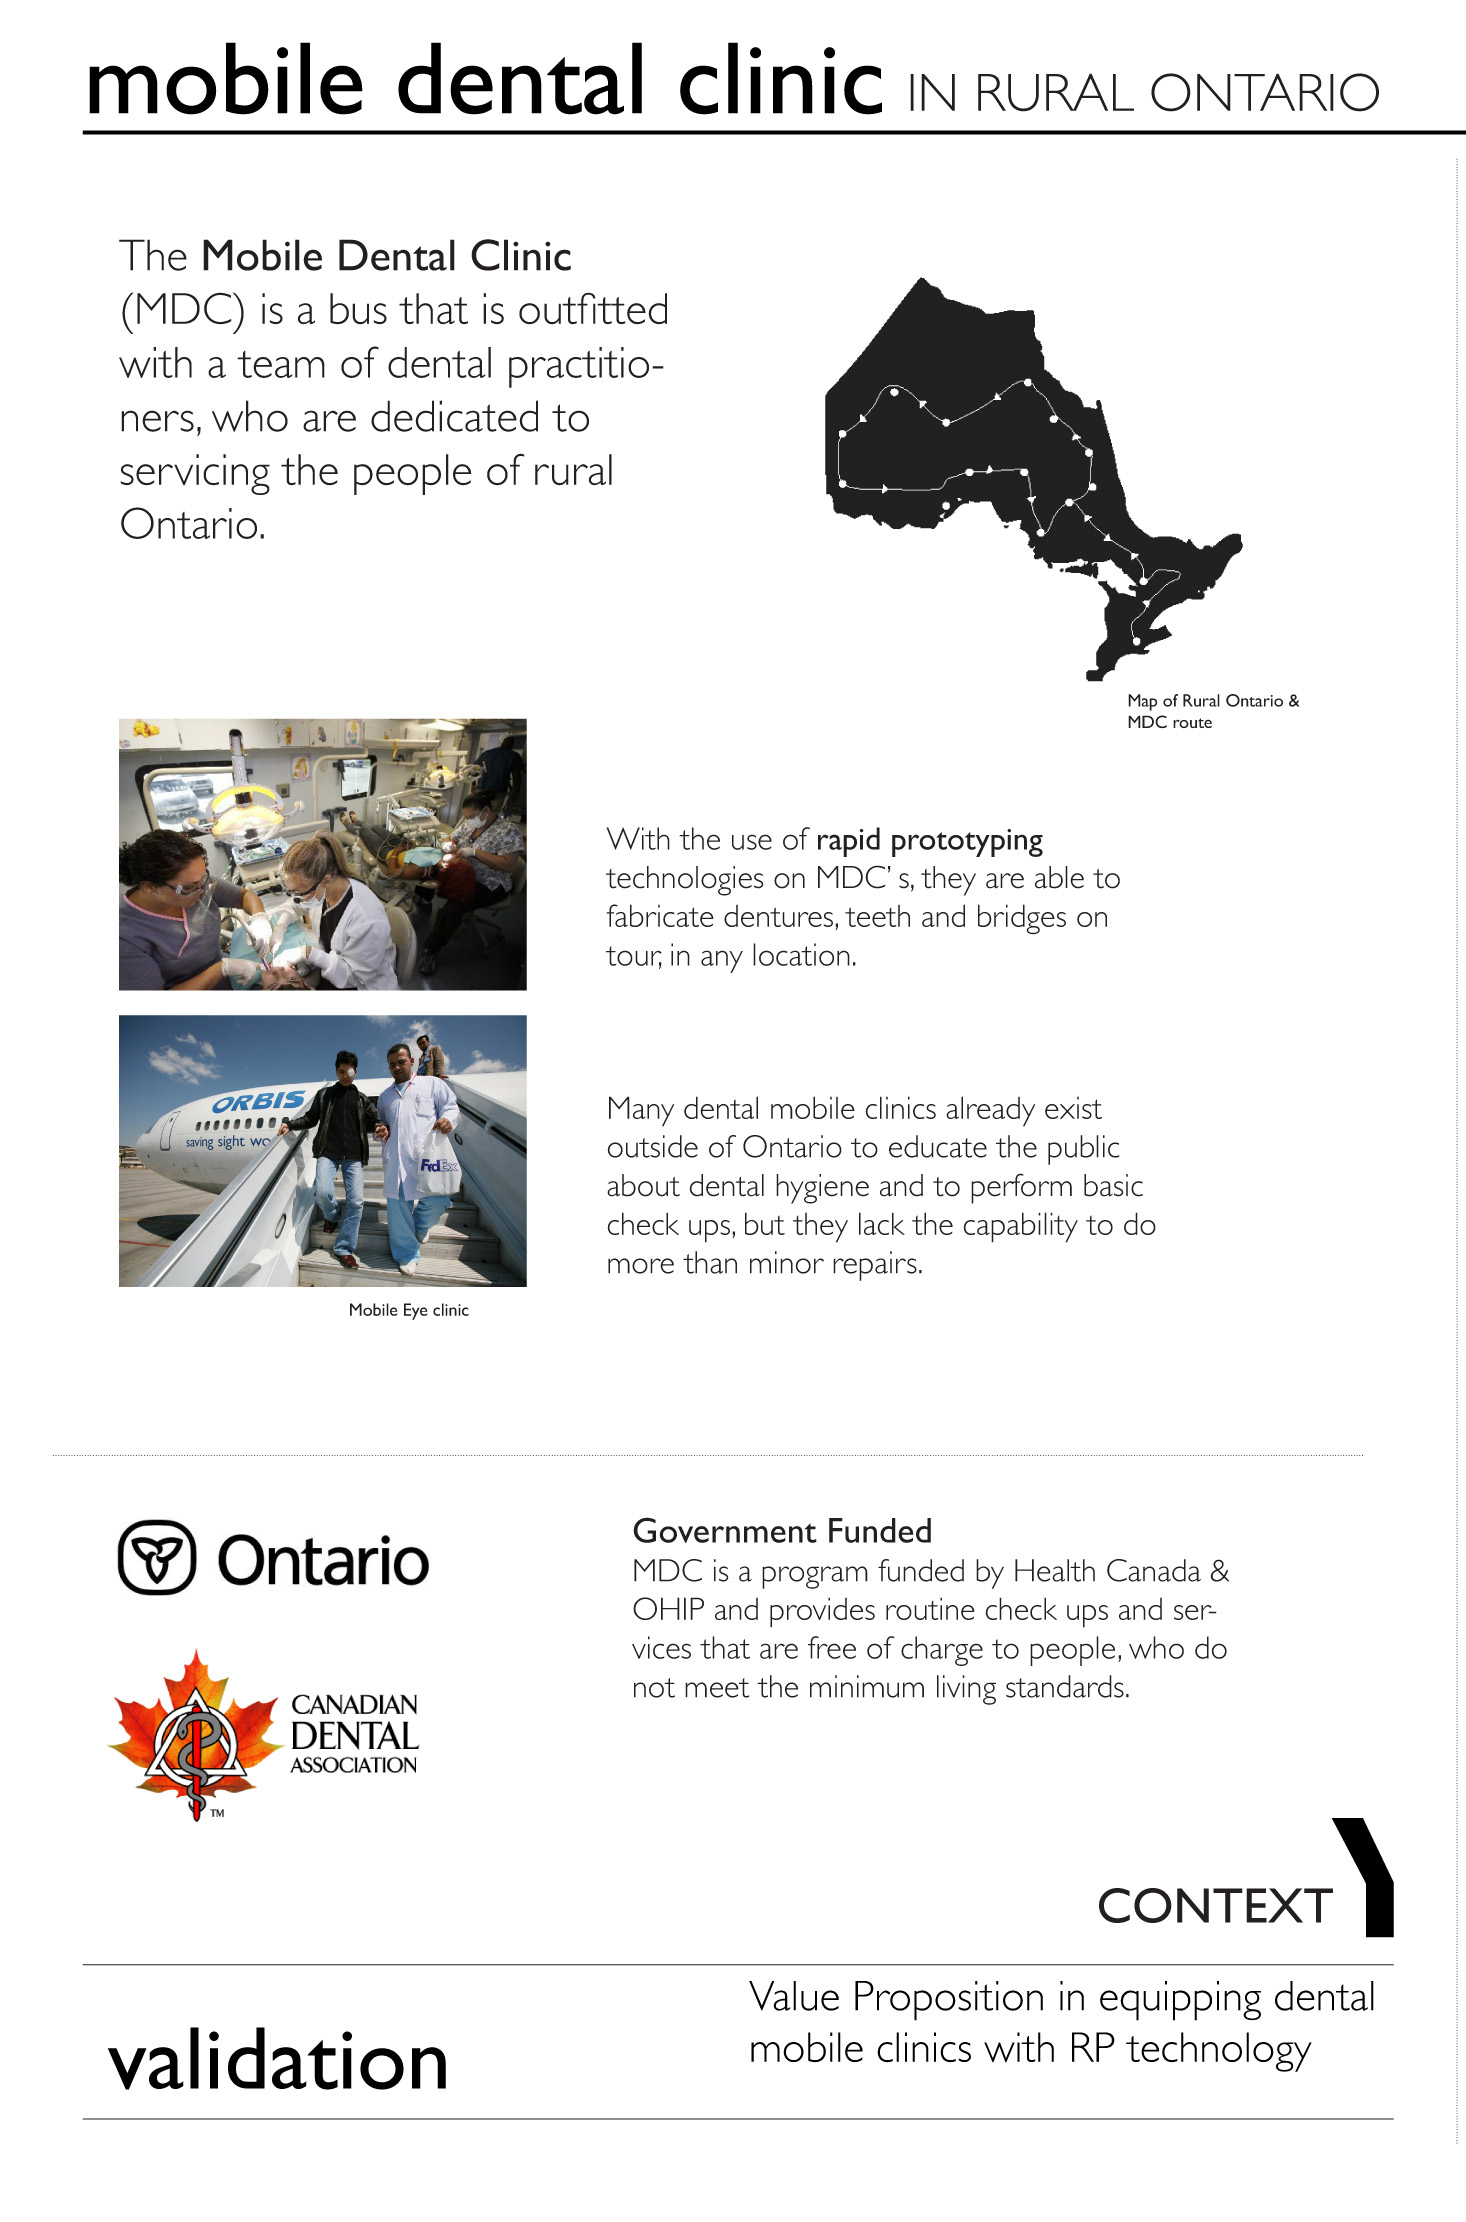 mobile dental clinic IN RURAL ONTARIO
The Mobile Dental Clinic
(MDC) is a bus that is outfitted
with a team of dental practitio-
ners, who are dedicated to
servicing the people of rural
Ontario.
Map of Rural Ontario &
MDC route
With the use of rapid prototyping
technologies on MDC' s, they are able to
fabricate dentures, teeth and bridges on
tour, in any location.
ORBIS
saving sight wo
FedEx
Mobile Eye clinic
Many dental mobile clinics already exist
outside of Ontario to educate the public
about dental hygiene and to perform basic
check ups, but they lack the capability to do
more than minor repairs.
Ontario
CANADIAN
DENTAL
ASSOCIATION
TM
Government Funded
MDC is a program funded by Health Canada &
OHIP and provides routine check ups and ser-
vices that are free of charge to people, who do
not meet the minimum living standards.
CONTEXT
validation
Value Proposition in equipping dental
mobile clinics with RP technology